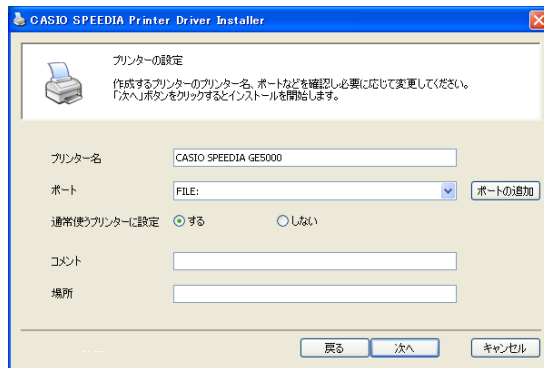 CASIO SPEEDIA Printer Driver Installer
プリンターの設定
作成するプリンターのプリンター名、ポートなどを確認し必要に応じて変更してください。
「次へ」ボタンをクリックするとインストールを開始します。
プリンター名 CASIO SPEEDIA GE5000
ポート FILE: ポートの追加
通常使うプリンターに設定 する しない
コメント
場所
戻る 次へ キャンセル